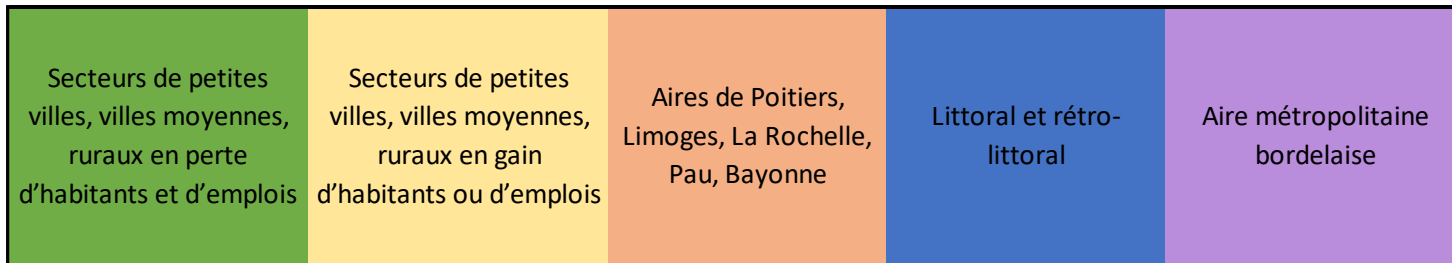 Secteurs de petites
villes, villes moyennes,
ruraux en perte
d’habitants et d’emplois
Secteurs de petites
villes, villes moyennes,
ruraux en gain
d’habitants ou d’emplois
Aires de Poitiers,
Limoges, La Rochelle,
Pau, Bayonne
Littoral et rétro-
littoral
Aire métropolitaine
bordelaise